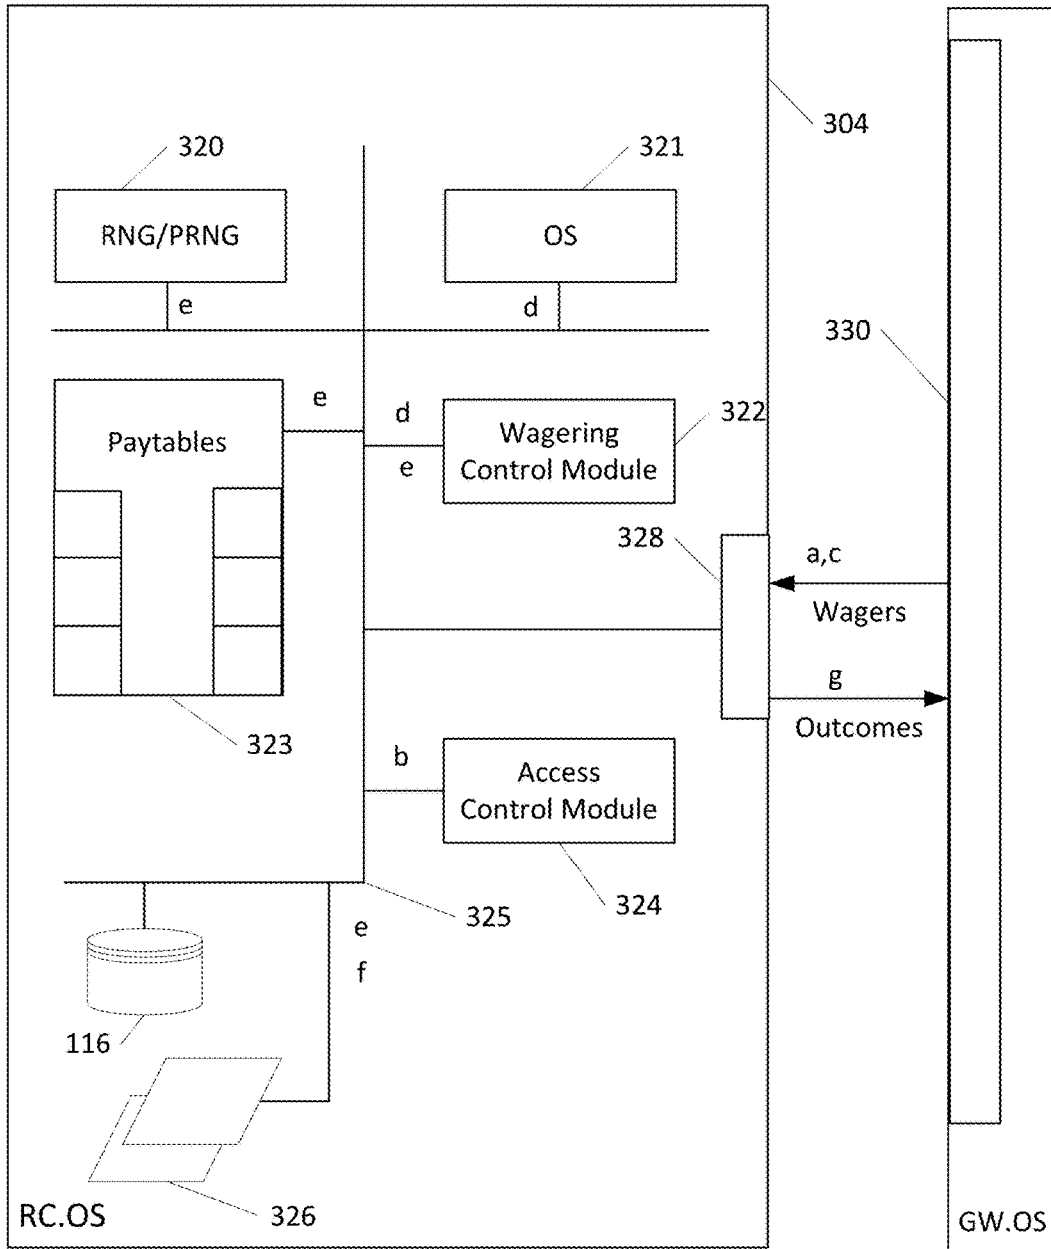 304
320
321
RNG/PRNG
OS
e
d
330
e
d
322
Paytables
Wagering
Control Module
e
328
a,c
Wagers
g
Outcomes
323
b
Access
Control Module
324
325
e
f
116
326
RC.OS
GW.OS